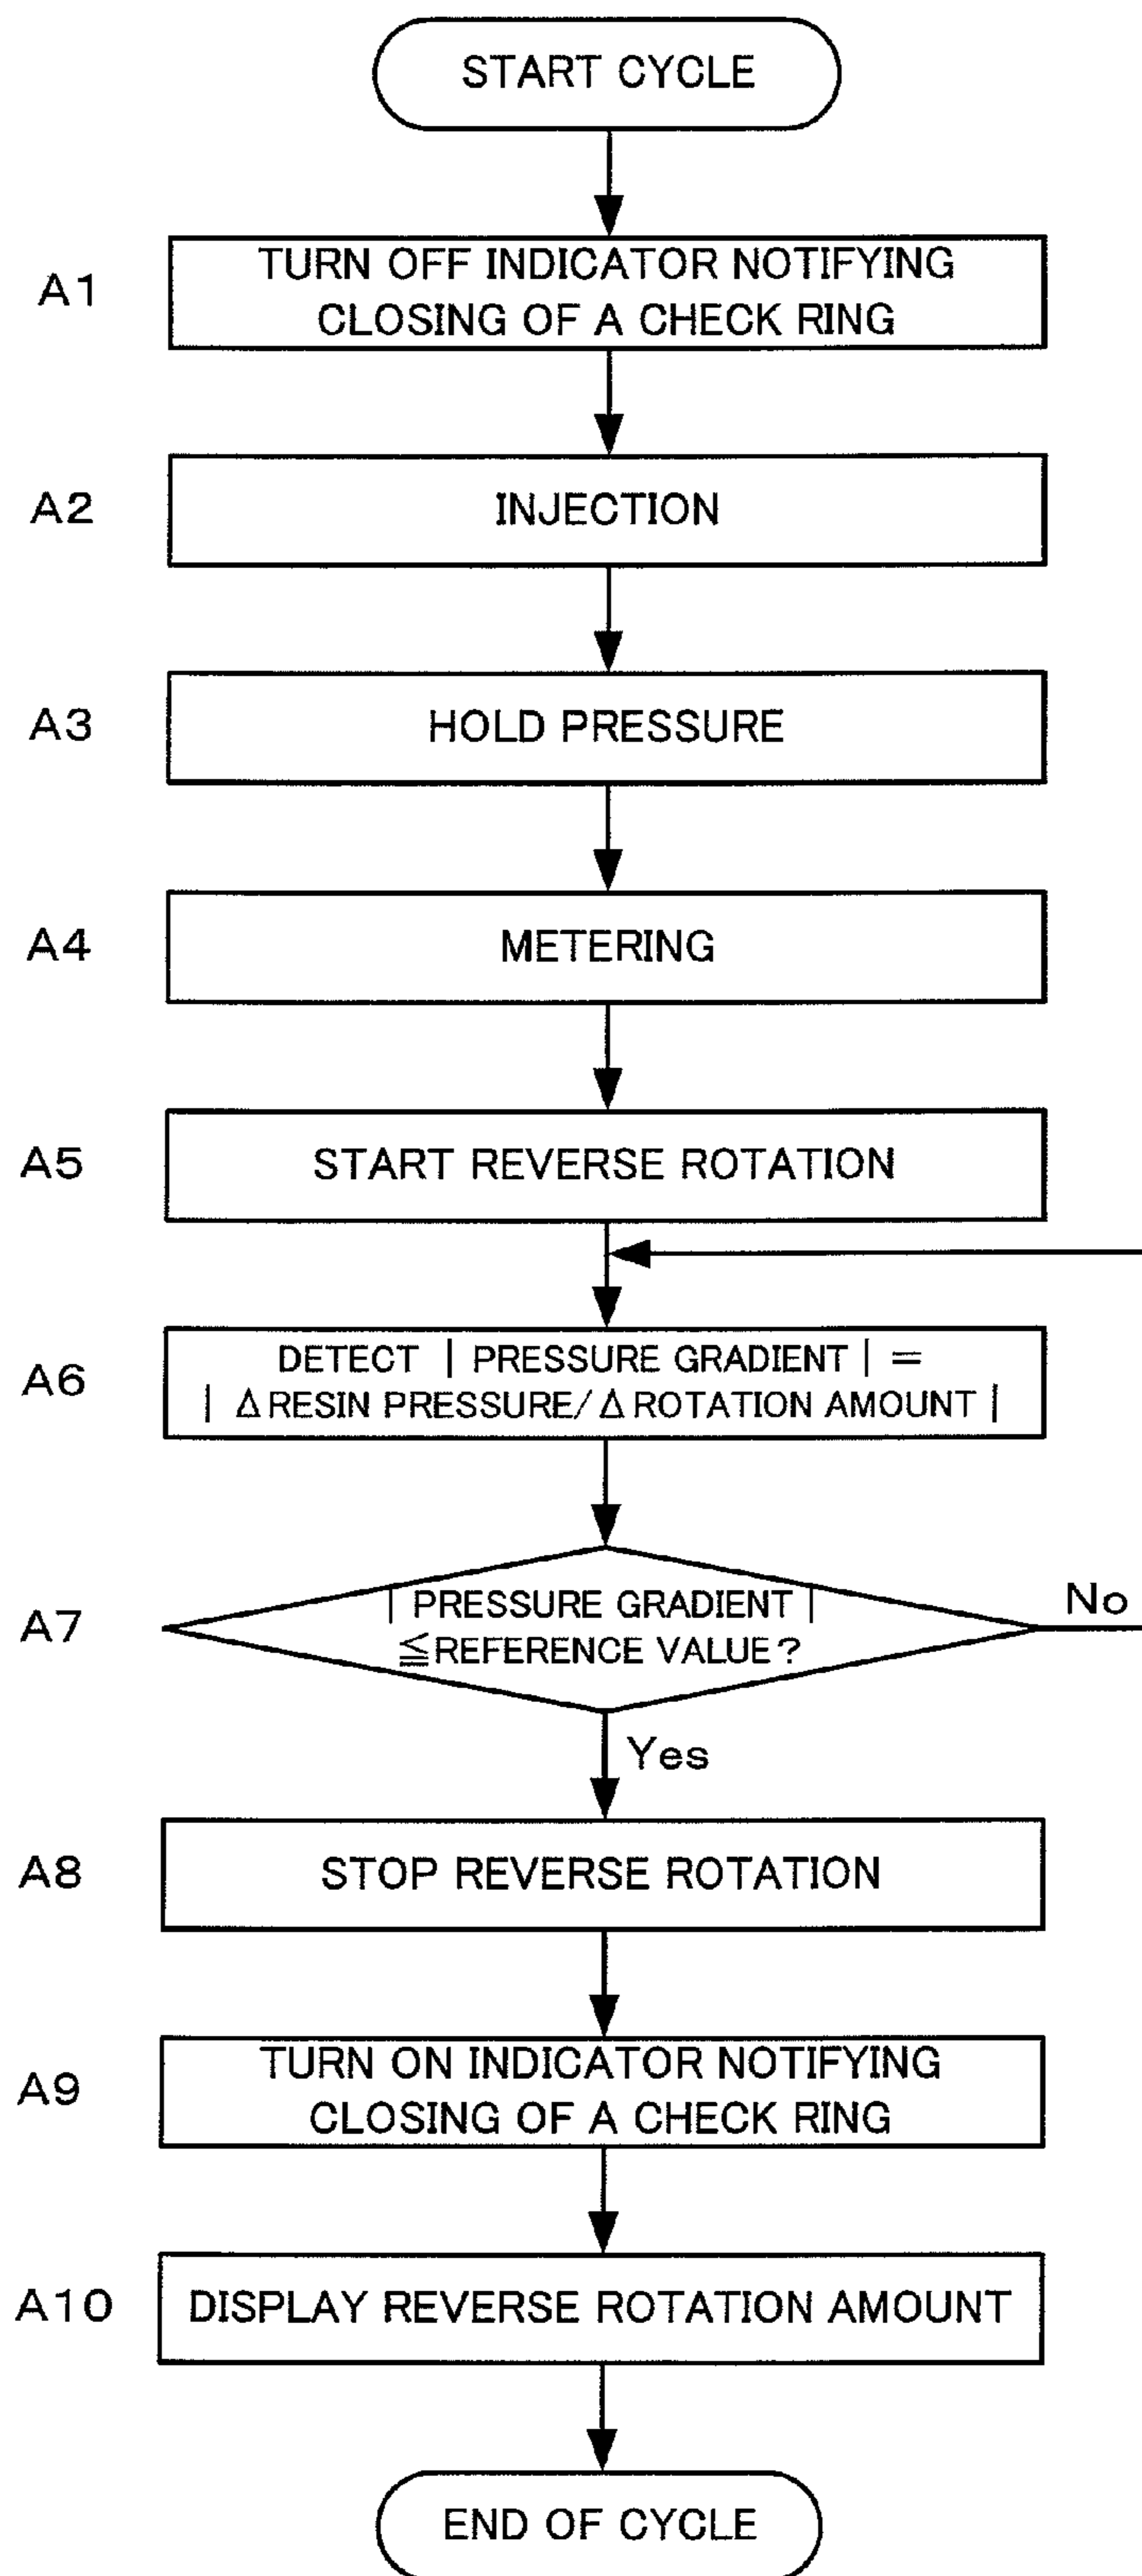 START CYCLE
A1
TURN OFF INDICATOR NOTIFYING
CLOSING OF A CHECK RING
A2
INJECTION
A3
HOLD PRESSURE
A4
METERING
A5
START REVERSE ROTATION
A6
DETECT | PRESSURE GRADIENT | =
| ΔRESIN PRESSURE/ΔROTATION AMOUNT |
A7
| PRESSURE GRADIENT |
≦REFERENCE VALUE?
No
Yes
A8
STOP REVERSE ROTATION
A9
TURN ON INDICATOR NOTIFYING
CLOSING OF A CHECK RING
A10
DISPLAY REVERSE ROTATION AMOUNT
END OF CYCLE